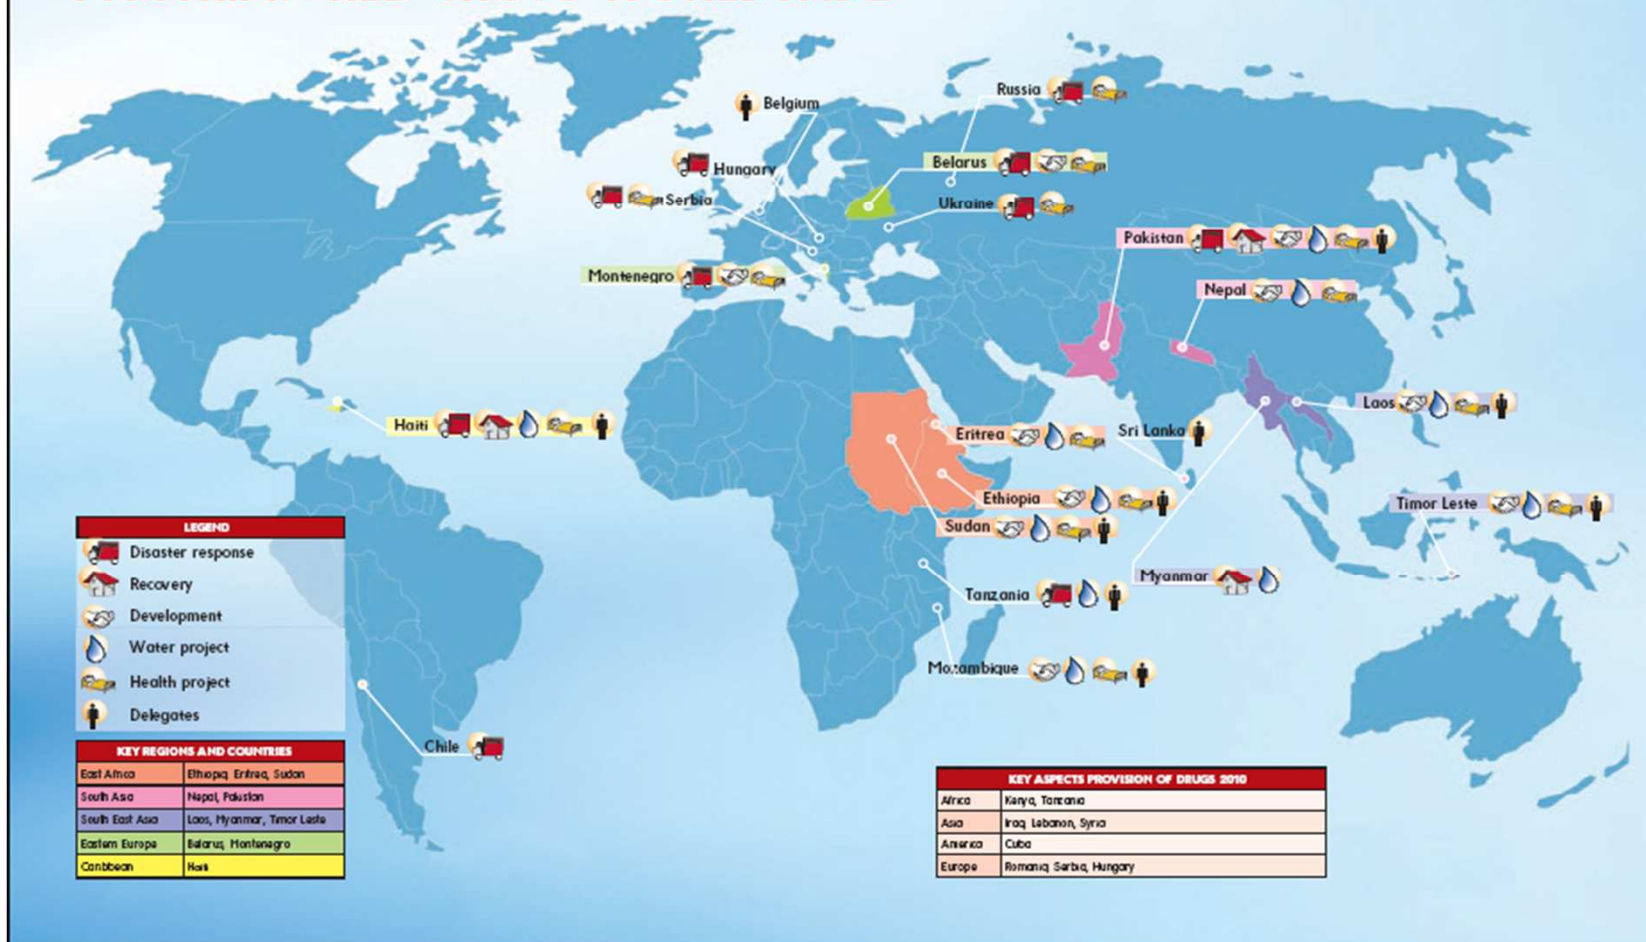 Russia
Belgium
Belarus
Hungary
Serbia
Ukraine
Pakistan
Montenegro
Nepal
Laos
Haiti
Eritrea
Sri Lanka
Ethiopia
Sudan
Timor Leste
Myanmar
Tanzania
Mozambique
Chile
LEGEND
Disaster response
Recovery
Development
Water project
Health project
Delegates
KEY REGIONS AND COUNTRIES
East Africa Ethiopia, Eritrea, Sudan
South Asia Nepal, Pakistan
South East Asia Laos, Myanmar, Timor Leste
Eastern Europe Belarus, Montenegro
Caribbean Haiti
KEY ASPECTS PROVISION OF DRUGS 2010
Africa Kenya, Tanzania
Asia Iraq, Lebanon, Syria
America Cuba
Europe Romania, Serbia, Hungary